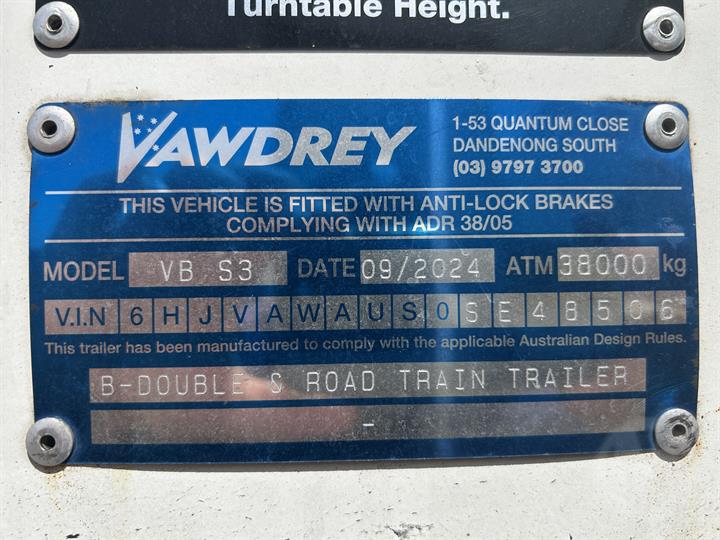 Turntable Height.
VAWDREY
1-53 QUANTUM CLOSE
DANDENONG SOUTH
(03) 9797 3700
THIS VEHICLE IS FITTED WITH ANTI-LOCK BRAKES
COMPLYING WITH ADR 38/05
MODEL VB S3 DATE 09/2024 ATM 38000 kg
V.I.N 6HJVAWAUS0SE48506
This trailer has been manufactured to comply with the applicable Australian Design Rules.
B-DOUBLE & ROAD TRAIN TRAILER
-